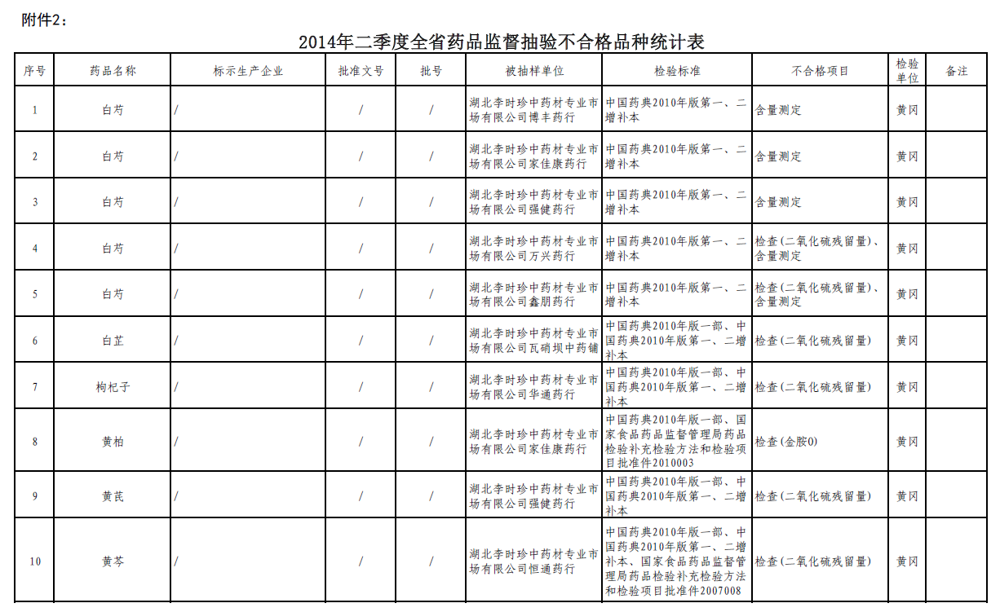 附件2:
2014年二季度全省药品监督抽验不合格品种统计表
序号 药品名称 标示生产企业 批准文号 批号 被抽样单位 检验标准 不合格项目 检验 备注
单位
1 白芍 / / / 湖北李时珍中药材专业市 中国药典2010年版第一、二 含量测定 黄冈
场有限公司博丰药行 增补本
2 白芍 / / / 湖北李时珍中药材专业市 中国药典2010年版第一、二 含量测定 黄冈
场有限公司家佳康药行 增补本
3 白芍 / / / 湖北李时珍中药材专业市 中国药典2010年版第一、二 含量测定 黄冈
场有限公司强健药行 增补本
4 白芍 / / / 湖北李时珍中药材专业市 中国药典2010年版第一、二 检查(二氧化硫残留量)、 黄冈
场有限公司万兴药行 增补本 含量测定
5 白芍 / / / 湖北李时珍中药材专业市 中国药典2010年版第一、二 检查(二氧化硫残留量)、 黄冈
场有限公司鑫朋药行 增补本 含量测定
6 白芷 / / / 湖北李时珍中药材专业市 中国药典2010年版一部、中 检查(二氧化硫残留量) 黄冈
场有限公司瓦硝坝中药铺 国药典2010年版第一、二增
补本
7 枸杞子 / / / 湖北李时珍中药材专业市 中国药典2010年版一部、中 检查(二氧化硫残留量) 黄冈
场有限公司华通药行 国药典2010年版第一、二增
补本
8 黄柏 / / / 湖北李时珍中药材专业市 中国药典2010年版一部、国 检查(金胺O) 黄冈
场有限公司家佳康药行 家食品药品监督管理局药品
检验补充检验方法和检验项
目批准件2010003
9 黄芪 / / / 湖北李时珍中药材专业市 中国药典2010年版一部、中 检查(二氧化硫残留量) 黄冈
场有限公司强健药行 国药典2010年版第一、二增
补本
10 黄芩 / / / 湖北李时珍中药材专业市 中国药典2010年版一部、中 检查(二氧化硫残留量) 黄冈
场有限公司恒通药行 国药典2010年版第一、二增
补本、国家食品药品监督管
理局药品检验补充检验方法
和检验项目批准件2007008